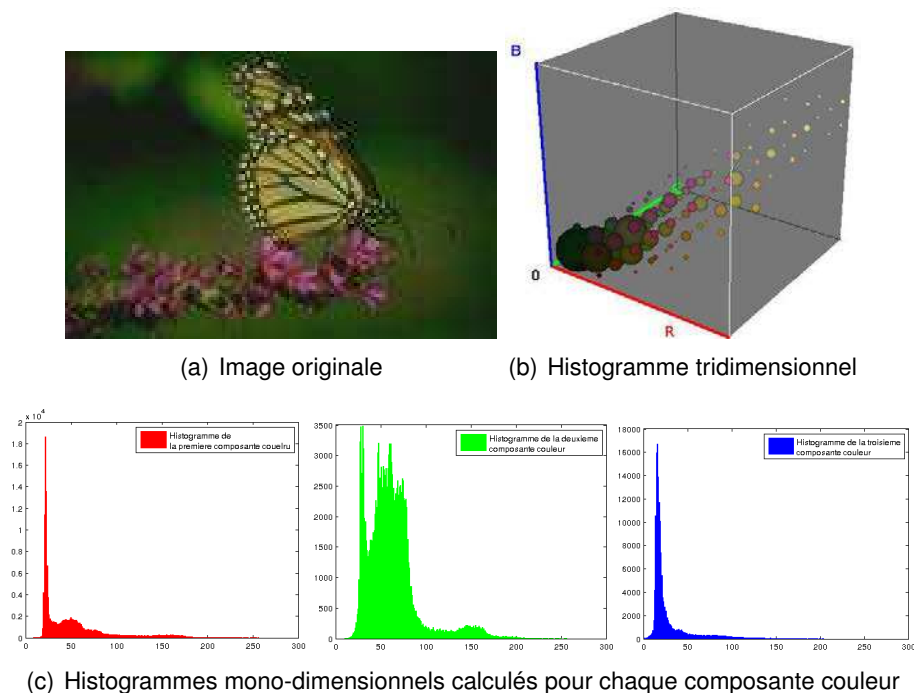 B
0
R
(a) Image originale
(b) Histogramme tridimensionnel
x 10^4
2
1.8
1.6
1.4
1.2
1
0.8
0.6
0.4
0.2
0
0 50 100 150 200 250 300
Histogramme de
la premiere composante couelru
3500
3000
2500
2000
1500
1000
500
0
0 50 100 150 200 250 300
Histogramme de la deuxieme
composante couleur
18000
16000
14000
12000
10000
8000
6000
4000
2000
0
0 50 100 150 200 250 300
Histogramme de la troisieme
composante couleur
(c) Histogrammes mono-dimensionnels calculés pour chaque composante couleur